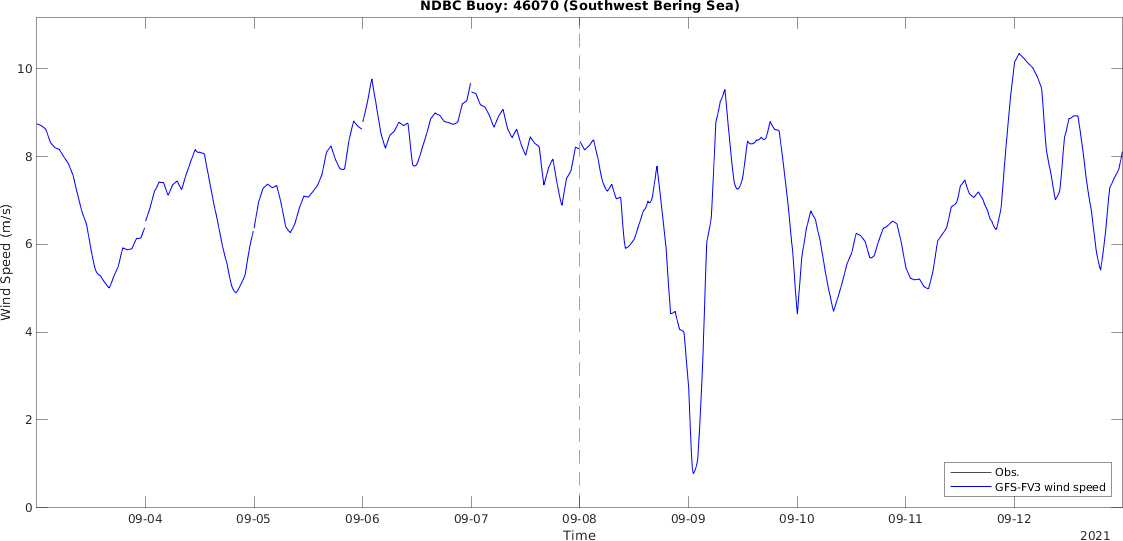 NDBC Buoy: 46070 (Southwest Bering Sea)
Wind Speed (m/s)
10
8
6
4
2
0
09-04 09-05 09-06 09-07 09-08 09-09 09-10 09-11 09-12
Time
2021
Obs.
GFS-FV3 wind speed